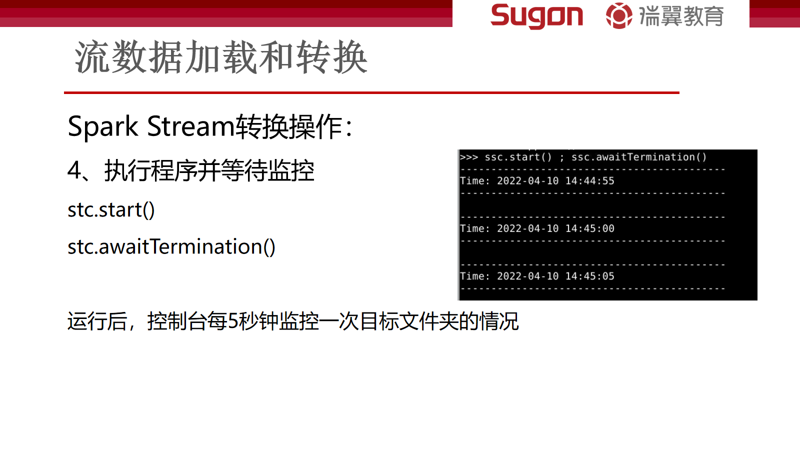 Sugon 瑞翼教育
流数据加载和转换
Spark Stream转换操作：
4、执行程序并等待监控
stc.start()
stc.awaitTermination()
运行后，控制台每5秒钟监控一次目标文件夹的情况
>>> ssc.start() ; ssc.awaitTermination()
-------------------------------------------
Time: 2022-04-10 14:44:55
-------------------------------------------
-------------------------------------------
Time: 2022-04-10 14:45:00
-------------------------------------------
-------------------------------------------
Time: 2022-04-10 14:45:05
-------------------------------------------